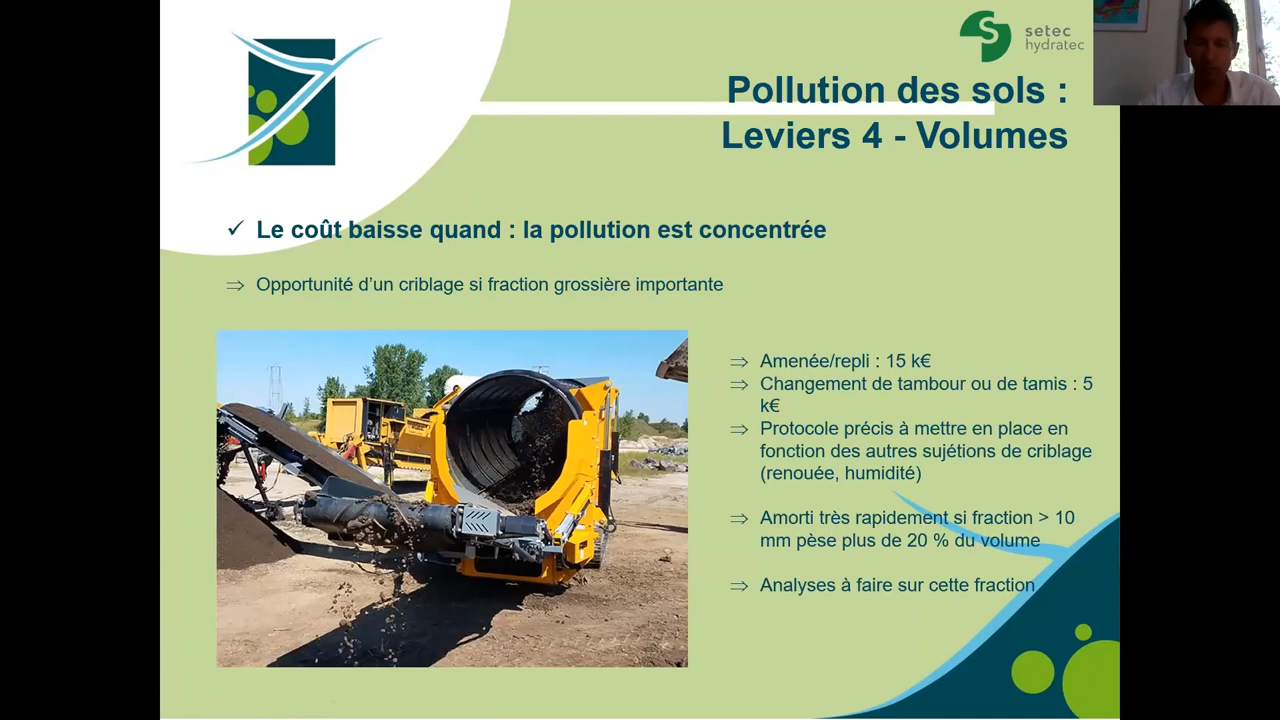 setec
hydratec
Pollution des sols :
Leviers 4 - Volumes
✓ Le coût baisse quand : la pollution est concentrée
⇒ Opportunité d’un criblage si fraction grossière importante
⇒ Amenée/repli : 15 k€
⇒ Changement de tambour ou de tamis : 5
k€
⇒ Protocole précis à mettre en place en
fonction des autres sujétions de criblage
(renouée, humidité)
⇒ Amorti très rapidement si fraction > 10
mm pèse plus de 20 % du volume
⇒ Analyses à faire sur cette fraction